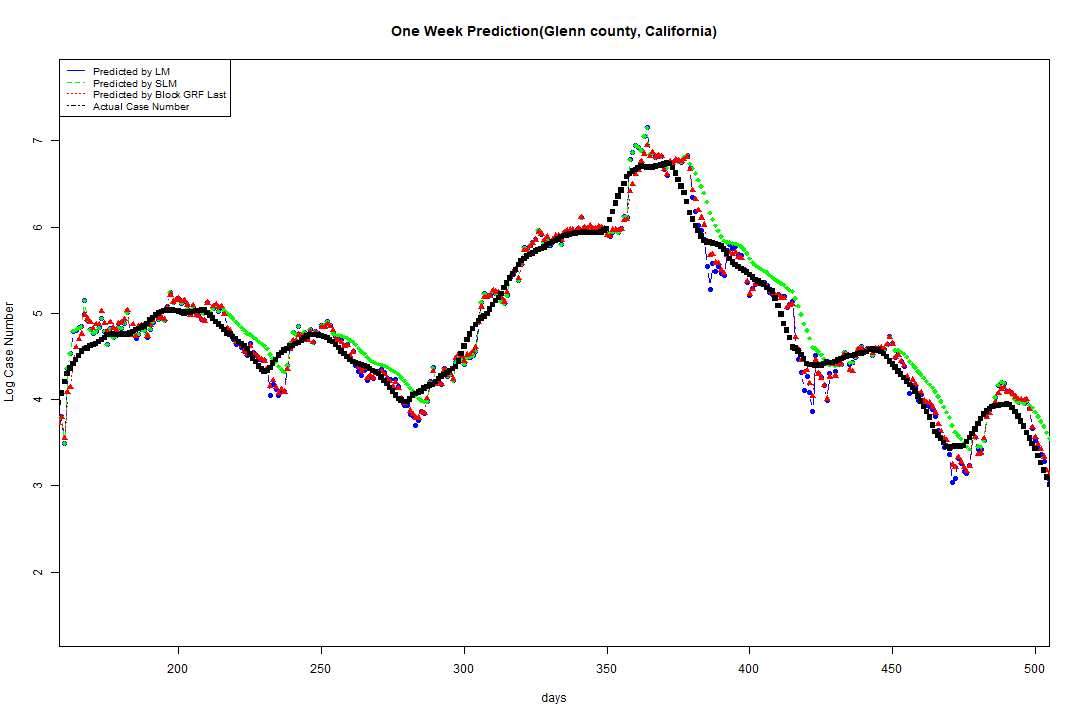 One Week Prediction(Glenn county, California)
Predicted by LM
Predicted by SLM
Predicted by Block GRF Last
Actual Case Number
7
6
5
4
3
2
Log Case Number
200 250 300 350 400 450 500
days